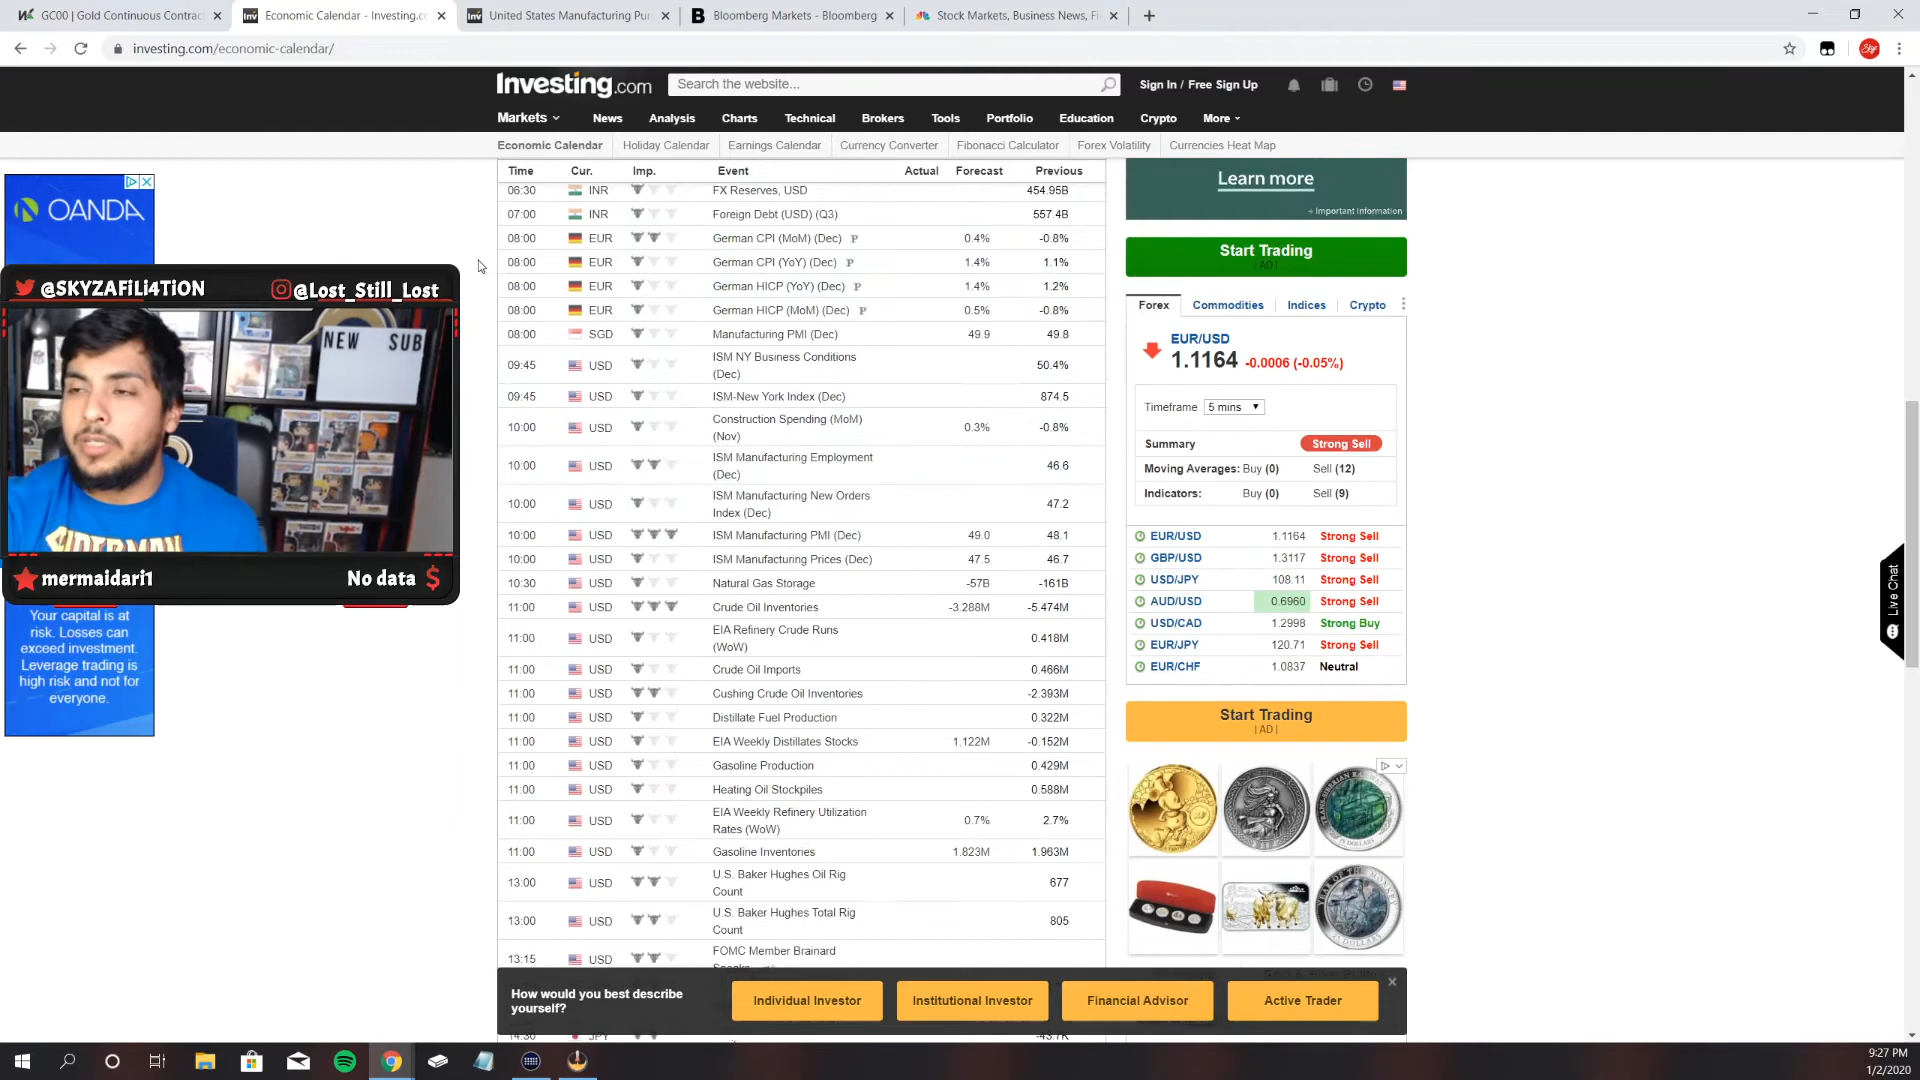 GC00 | Gold Continuous Contract
Economic Calendar - Investing.co
United States Manufacturing Pur
Bloomberg Markets - Bloomberg
Stock Markets, Business News, Fi
investing.com/economic-calendar/
Investing.com
Search the website...
Sign In / Free Sign Up
Markets News Analysis Charts Technical Brokers Tools Portfolio Education Crypto More
Economic Calendar Holiday Calendar Earnings Calendar Currency Converter Fibonacci Calculator Forex Volatility Currencies Heat Map
Time Cur. Imp. Event Actual Forecast Previous
06:30 INR FX Reserves, USD 454.95B
07:00 INR Foreign Debt (USD) (Q3) 557.4B
08:00 EUR German CPI (MoM) (Dec) P 0.4% -0.8%
08:00 EUR German CPI (YoY) (Dec) P 1.4% 1.1%
08:00 EUR German HICP (YoY) (Dec) P 1.4% 1.2%
08:00 EUR German HICP (MoM) (Dec) P 0.5% -0.8%
08:00 SGD Manufacturing PMI (Dec) 49.9 49.8
09:45 USD ISM NY Business Conditions
(Dec) 50.4%
09:45 USD ISM-New York Index (Dec) 874.5
10:00 USD Construction Spending (MoM)
(Nov) 0.3% -0.8%
10:00 USD ISM Manufacturing Employment
(Dec) 46.6
10:00 USD ISM Manufacturing New Orders
Index (Dec) 47.2
10:00 USD ISM Manufacturing PMI (Dec) 49.0 48.1
10:00 USD ISM Manufacturing Prices (Dec) 47.5 46.7
10:30 USD Natural Gas Storage -57B -161B
11:00 USD Crude Oil Inventories -3.288M -5.474M
11:00 USD EIA Refinery Crude Runs
(WoW) 0.418M
11:00 USD Crude Oil Imports 0.466M
11:00 USD Cushing Crude Oil Inventories -2.393M
11:00 USD Distillate Fuel Production 0.322M
11:00 USD EIA Weekly Distillates Stocks 1.122M -0.152M
11:00 USD Gasoline Production 0.429M
11:00 USD Heating Oil Stockpiles 0.588M
11:00 USD EIA Weekly Refinery Utilization
Rates (WoW) 0.7% 2.7%
11:00 USD Gasoline Inventories 1.823M 1.963M
13:00 USD U.S. Baker Hughes Oil Rig
Count 677
13:00 USD U.S. Baker Hughes Total Rig
Count 805
13:15 USD FOMC Member Brainard
14:30 JPY -43.7K
OANDA
@SKYZAFiLi4TiON @Lost_Still_Lost
NEW SUB
mermaidari1 No data $
Your capital is at
risk. Losses can
exceed investment.
Leverage trading is
high risk and not for
everyone.
Learn more
Important Information
Start Trading
| AD |
Forex Commodities Indices Crypto
EUR/USD
1.1164 -0.0006 (-0.05%)
Timeframe 5 mins
Summary Strong Sell
Moving Averages: Buy (0) Sell (12)
Indicators: Buy (0) Sell (9)
EUR/USD 1.1164 Strong Sell
GBP/USD 1.3117 Strong Sell
USD/JPY 108.11 Strong Sell
AUD/USD 0.6960 Strong Sell
USD/CAD 1.2998 Strong Buy
EUR/JPY 120.71 Strong Sell
EUR/CHF 1.0837 Neutral
Start Trading
| AD |
Live Chat
How would you best describe
yourself?
Individual Investor
Institutional Investor
Financial Advisor
Active Trader
9:27 PM
1/2/2020